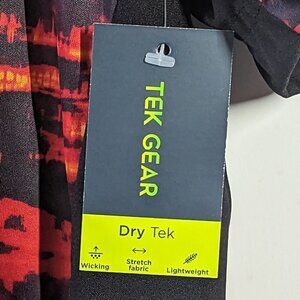 TEK GEAR
Dry Tek
Wicking
Stretch
fabric
Lightweight